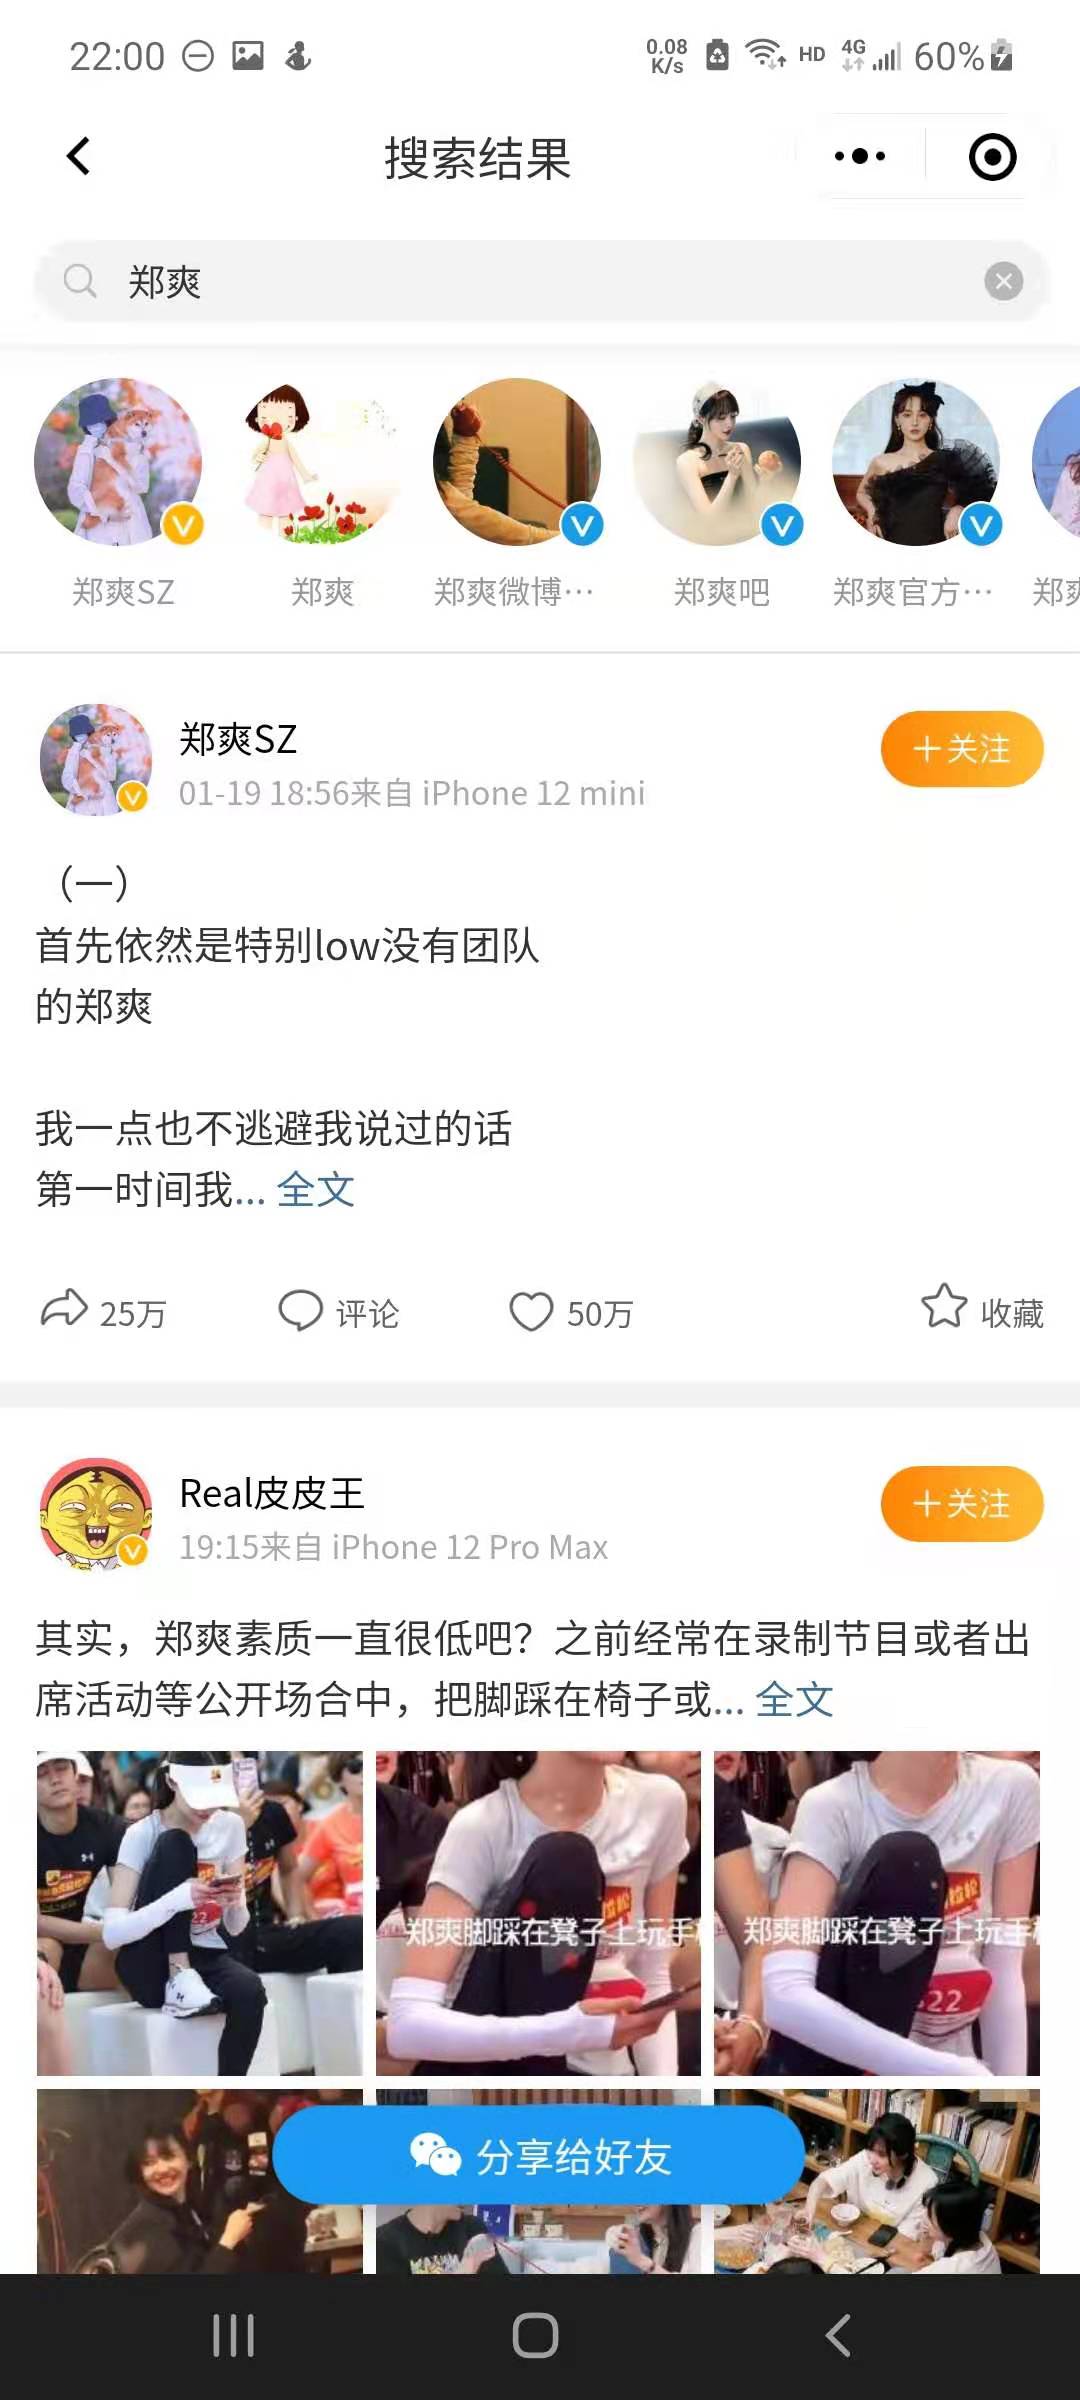 22:00
0.08
K/s
HD
4G
60%
搜索结果
郑爽
郑爽SZ
郑爽
郑爽微博…
郑爽吧
郑爽官方…
郑爽
郑爽SZ
01-19 18:56来自 iPhone 12 mini
＋关注
（一）
首先依然是特别low没有团队
的郑爽
我一点也不逃避我说过的话
第一时间我... 全文
25万
评论
50万
收藏
Real皮皮王
19:15来自 iPhone 12 Pro Max
＋关注
其实，郑爽素质一直很低吧？之前经常在录制节目或者出
席活动等公开场合中，把脚踩在椅子或... 全文
22
郑爽脚踩在凳子上玩手机
郑爽脚踩在凳子上玩手机
22
分享给好友